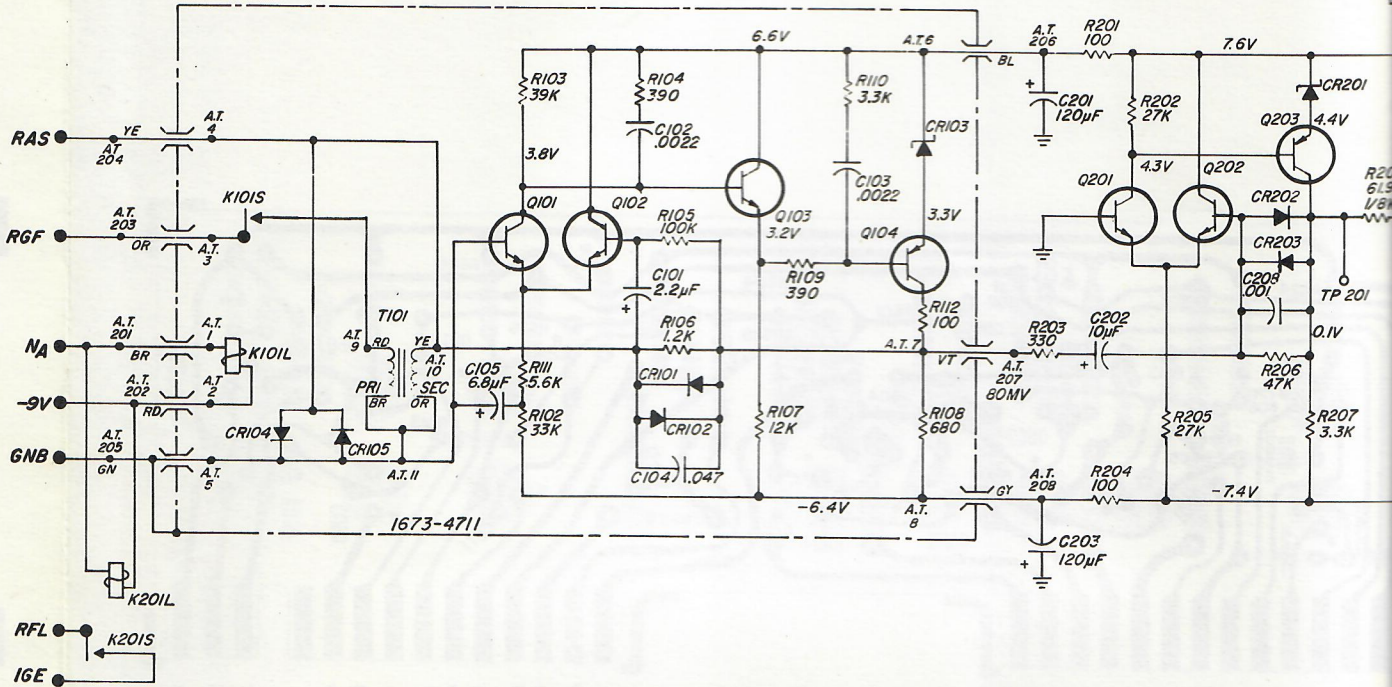 RAS
AT
204
YE
A.T.
4
RGF
A.T.
203
OR
A.T.
3
K101S
NA
A.T.
201
BR
A.T.
1
K101L
-9V
A.T.
202
RD
A.T.
2
GNB
A.T.
205
GN
A.T.
5
K201L
RFL
K201S
IGE
CR104
CR105
A.T.
9
RD
T101
YE
A.T.
10
PRI
SEC
BR
OR
A.T.11
1673-4711
R103
39K
R104
390
C102
.0022
3.8V
Q101
Q102
R105
100K
C101
2.2μF
+
R106
1.2K
CR101
CR102
C104
.047
C105
6.8μF
+
R111
5.6K
R102
33K
6.6V
Q103
3.2V
R109
390
R107
12K
-6.4V
R110
3.3K
C103
.0022
A.T.6
CR103
3.3V
Q104
R112
100
A.T.7
R108
680
A.T.
8
BL
VT
GY
A.T.
206
R201
100
+
C201
120μF
A.T.
207
80MV
R203
330
C202
10μF
+
A.T.
208
R204
100
C203
120μF
+
7.6V
R202
27K
4.3V
Q201
Q202
R205
27K
-7.4V
CR201
Q203
4.4V
CR202
CR203
.001
TP 201
0.1V
R206
47K
R207
3.3K
1/8K